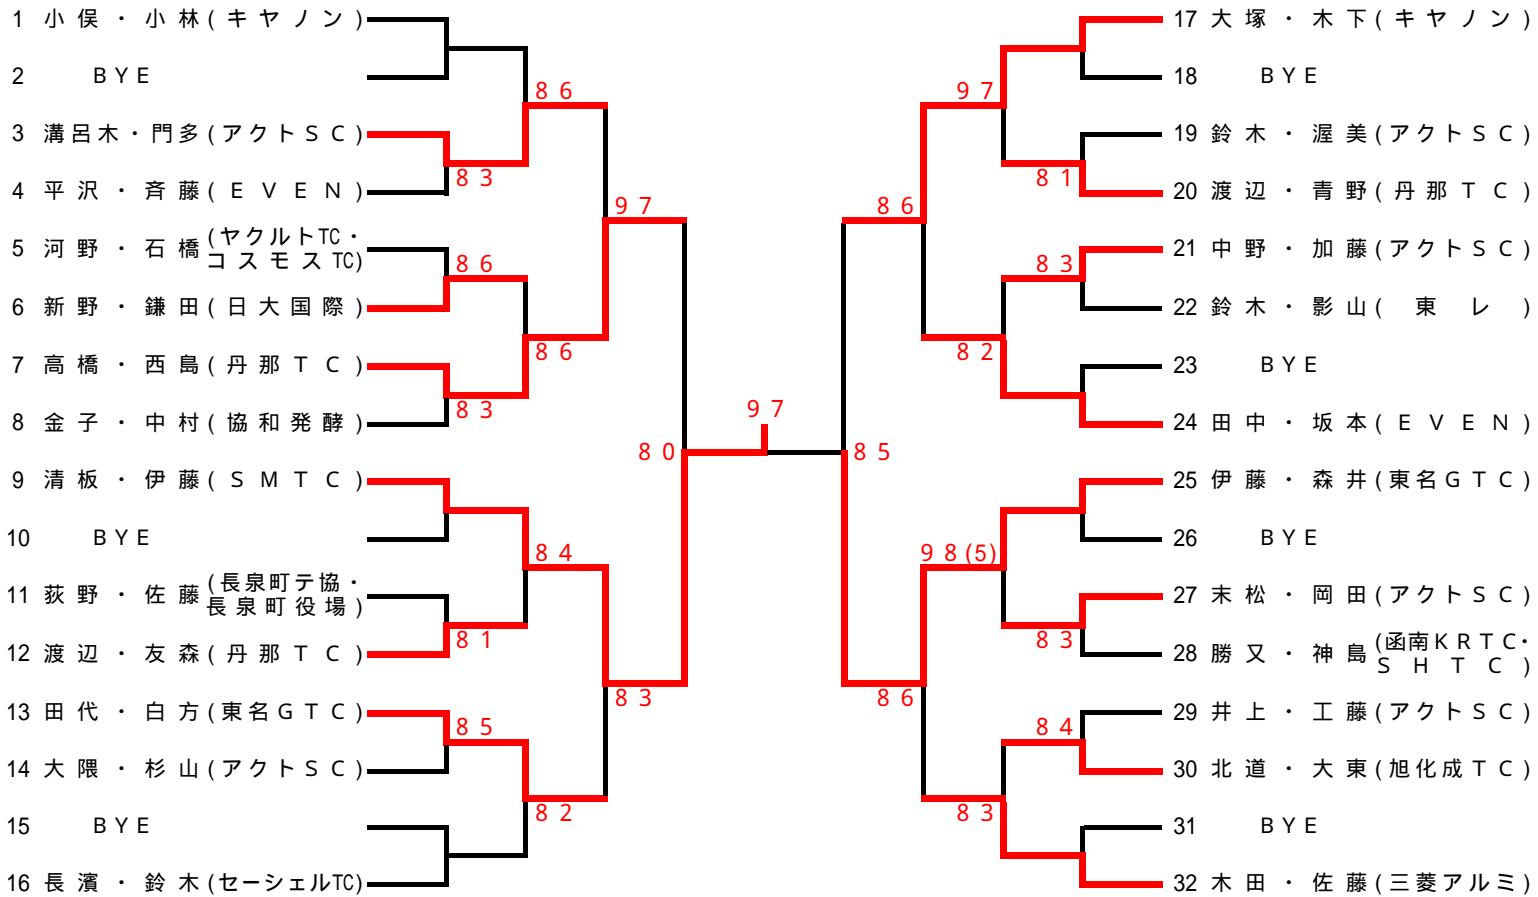 1 小俣・小林(キヤノン)
2 BYE
3 溝呂木・門多(アクトSC)
4 平沢・斉藤(EVEN)
5 河野・石橋(ヤクルトTC・
コスモスTC)
6 新野・鎌田(日大国際)
7 高橋・西島(丹那TC)
8 金子・中村(協和発酵)
9 清板・伊藤(SMTC)
10 BYE
11 荻野・佐藤(長泉町テ協・
長泉町役場)
12 渡辺・友森(丹那TC)
13 田代・白方(東名GTC)
14 大隈・杉山(アクトSC)
15 BYE
16 長濱・鈴木(セーシェルTC)
86
83
86
86
83
84
81
85
82
97
83
80
97
85
86
86
97
81
83
82
98(5)
83
84
83
17 大塚・木下(キヤノン)
18 BYE
19 鈴木・渥美(アクトSC)
20 渡辺・青野(丹那TC)
21 中野・加藤(アクトSC)
22 鈴木・影山(東レ)
23 BYE
24 田中・坂本(EVEN)
25 伊藤・森井(東名GTC)
26 BYE
27 末松・岡田(アクトSC)
28 勝又・神島(函南KRTC・
SHTC)
29 井上・工藤(アクトSC)
30 北道・大東(旭化成TC)
31 BYE
32 木田・佐藤(三菱アルミ)